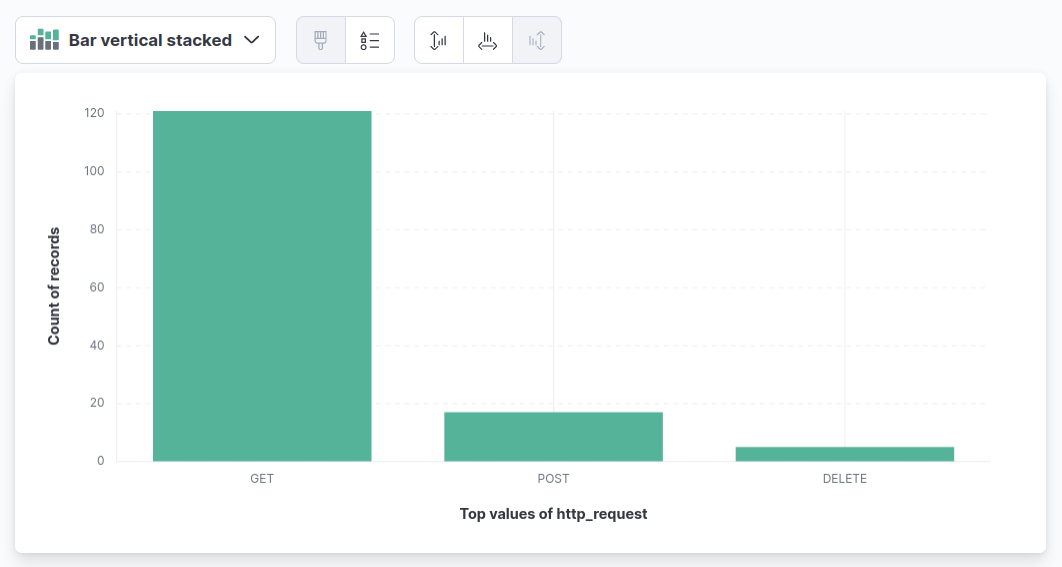 Bar vertical stacked
120
100
80
60
40
20
0
Count of records
GET
POST
DELETE
Top values of http_request